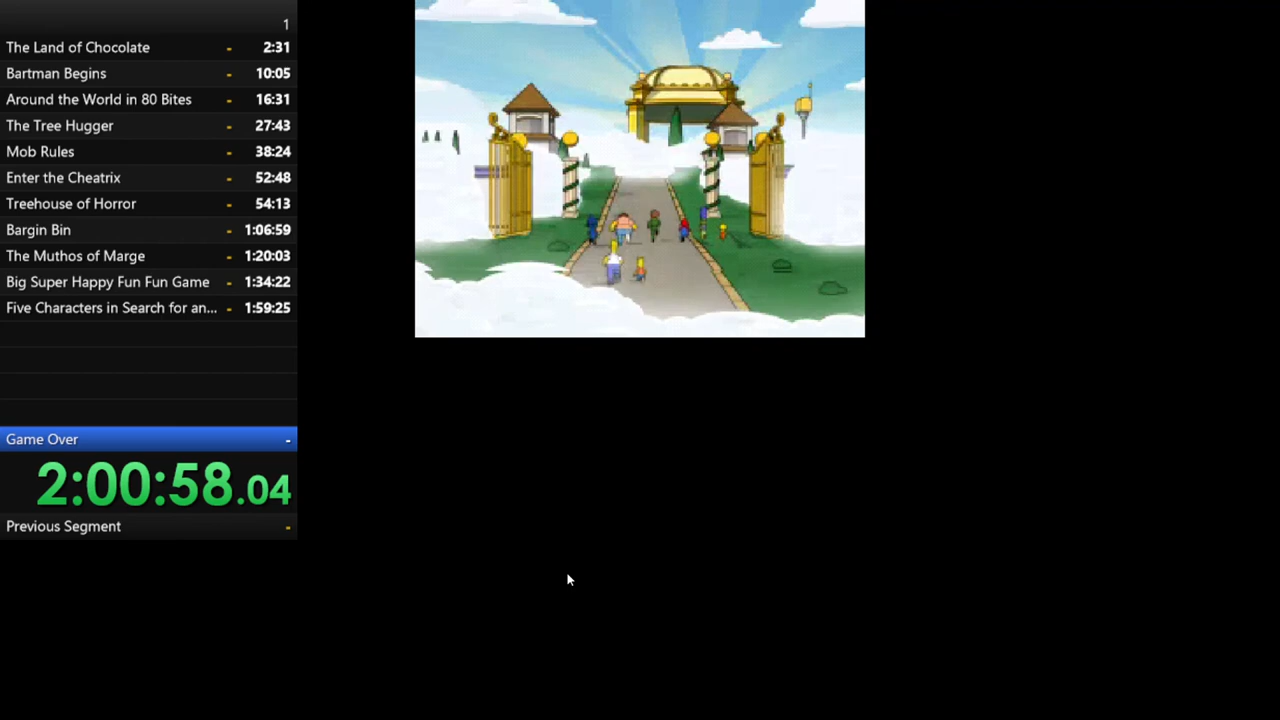 1
The Land of Chocolate - 2:31
Bartman Begins - 10:05
Around the World in 80 Bites - 16:31
The Tree Hugger - 27:43
Mob Rules - 38:24
Enter the Cheatrix - 52:48
Treehouse of Horror - 54:13
Bargin Bin - 1:06:59
The Muthos of Marge - 1:20:03
Big Super Happy Fun Fun Game - 1:34:22
Five Characters in Search for an... - 1:59:25
Game Over -
2:00:58.04
Previous Segment -